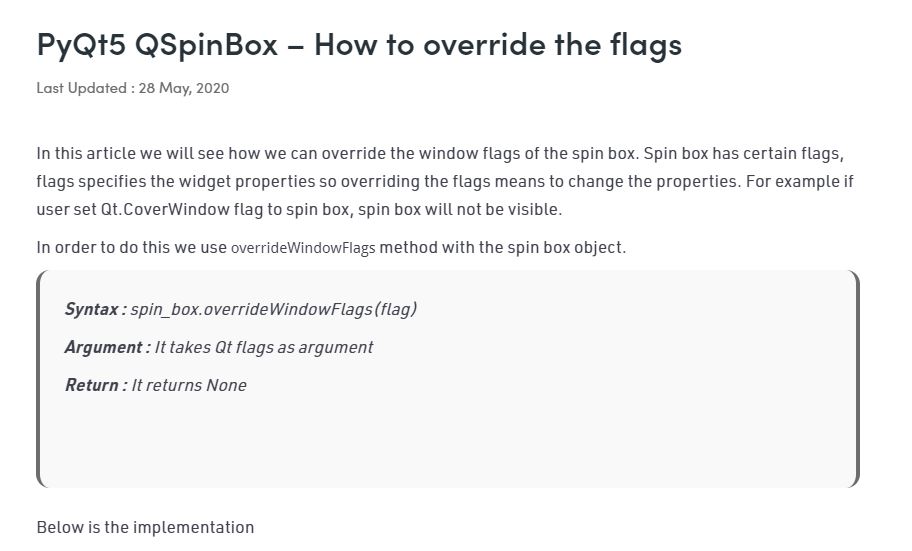 PyQt5 QSpinBox – How to override the flags
Last Updated : 28 May, 2020
In this article we will see how we can override the window flags of the spin box. Spin box has certain flags,
flags specifies the widget properties so overriding the flags means to change the properties. For example if
user set Qt.CoverWindow flag to spin box, spin box will not be visible.
In order to do this we use overrideWindowFlags method with the spin box object.
Syntax : spin_box.overrideWindowFlags(flag)
Argument : It takes Qt flags as argument
Return : It returns None
Below is the implementation